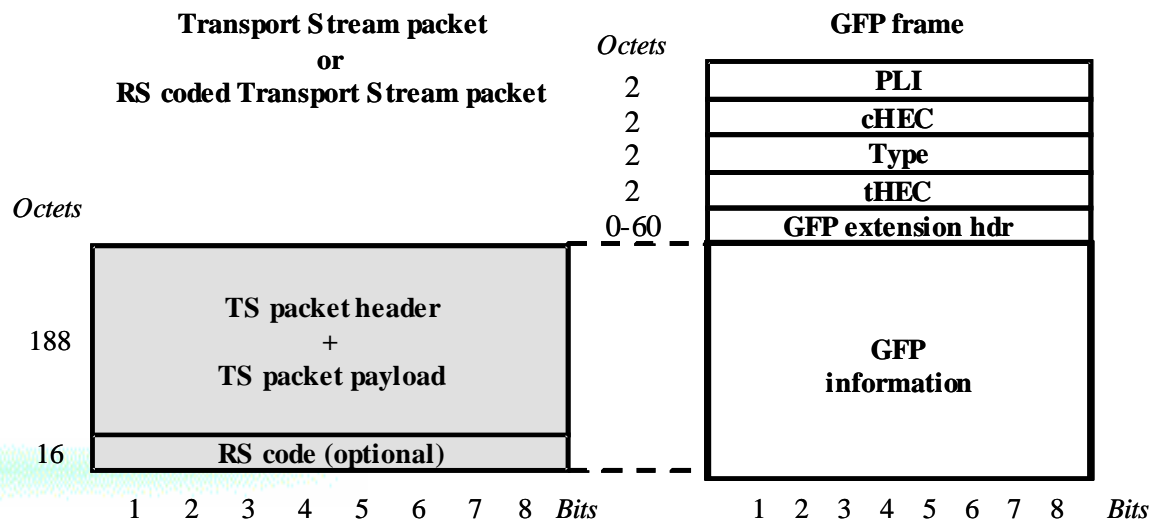 Transport Stream packet
or
RS coded Transport Stream packet
Octets
188
TS packet header
+
TS packet payload
16
RS code (optional)
1 2 3 4 5 6 7 8 Bits
GFP frame
Octets
2 PLI
2 cHEC
2 Type
2 tHEC
0-60 GFP extension hdr
GFP
information
1 2 3 4 5 6 7 8 Bits